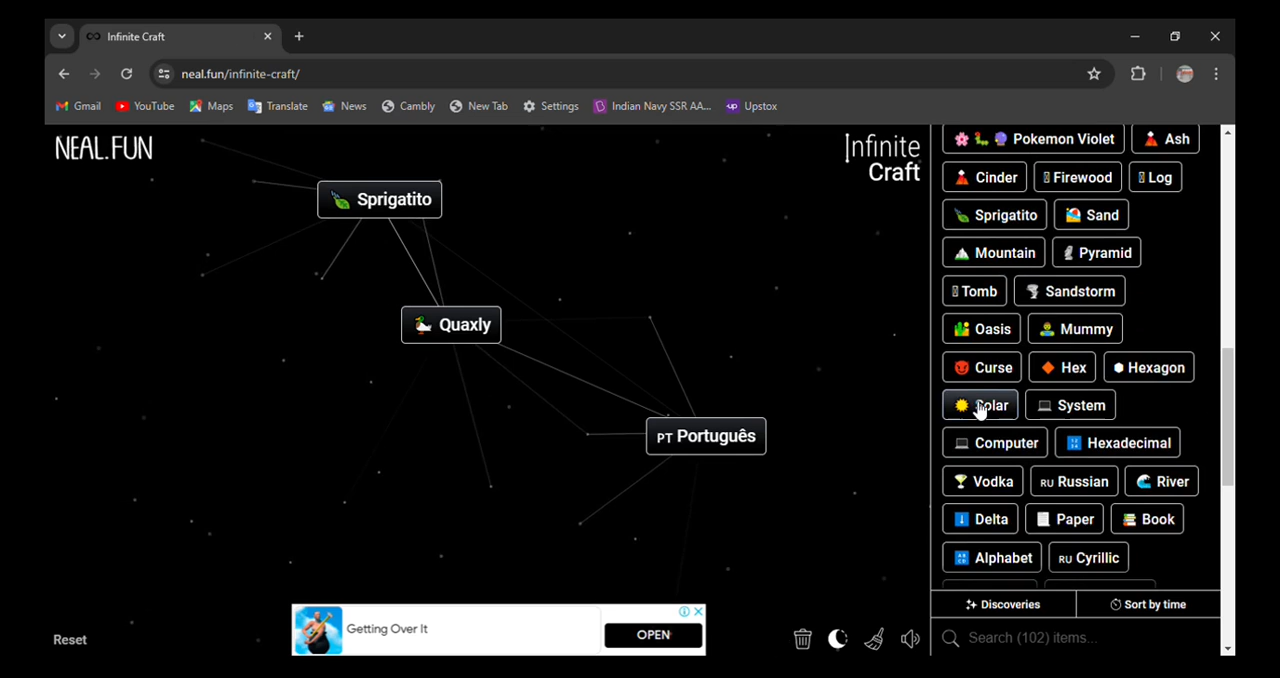 Infinite Craft
neal.fun/infinite-craft/
Gmail YouTube Maps Translate News Cambly New Tab Settings Indian Navy SSR AA... Upstox
NEAL.FUN
Infinite
Craft
Pokemon Violet Ash
Cinder Firewood Log
Sprigatito
Sprigatito Sand
Mountain Pyramid
Tomb Sandstorm
Quaxly
Oasis Mummy
Curse Hex Hexagon
Solar System
PT Português
Computer Hexadecimal
Vodka RU Russian River
Delta Paper Book
Alphabet RU Cyrillic
Discoveries Sort by time
Getting Over It
OPEN
Reset
Search (102) items...